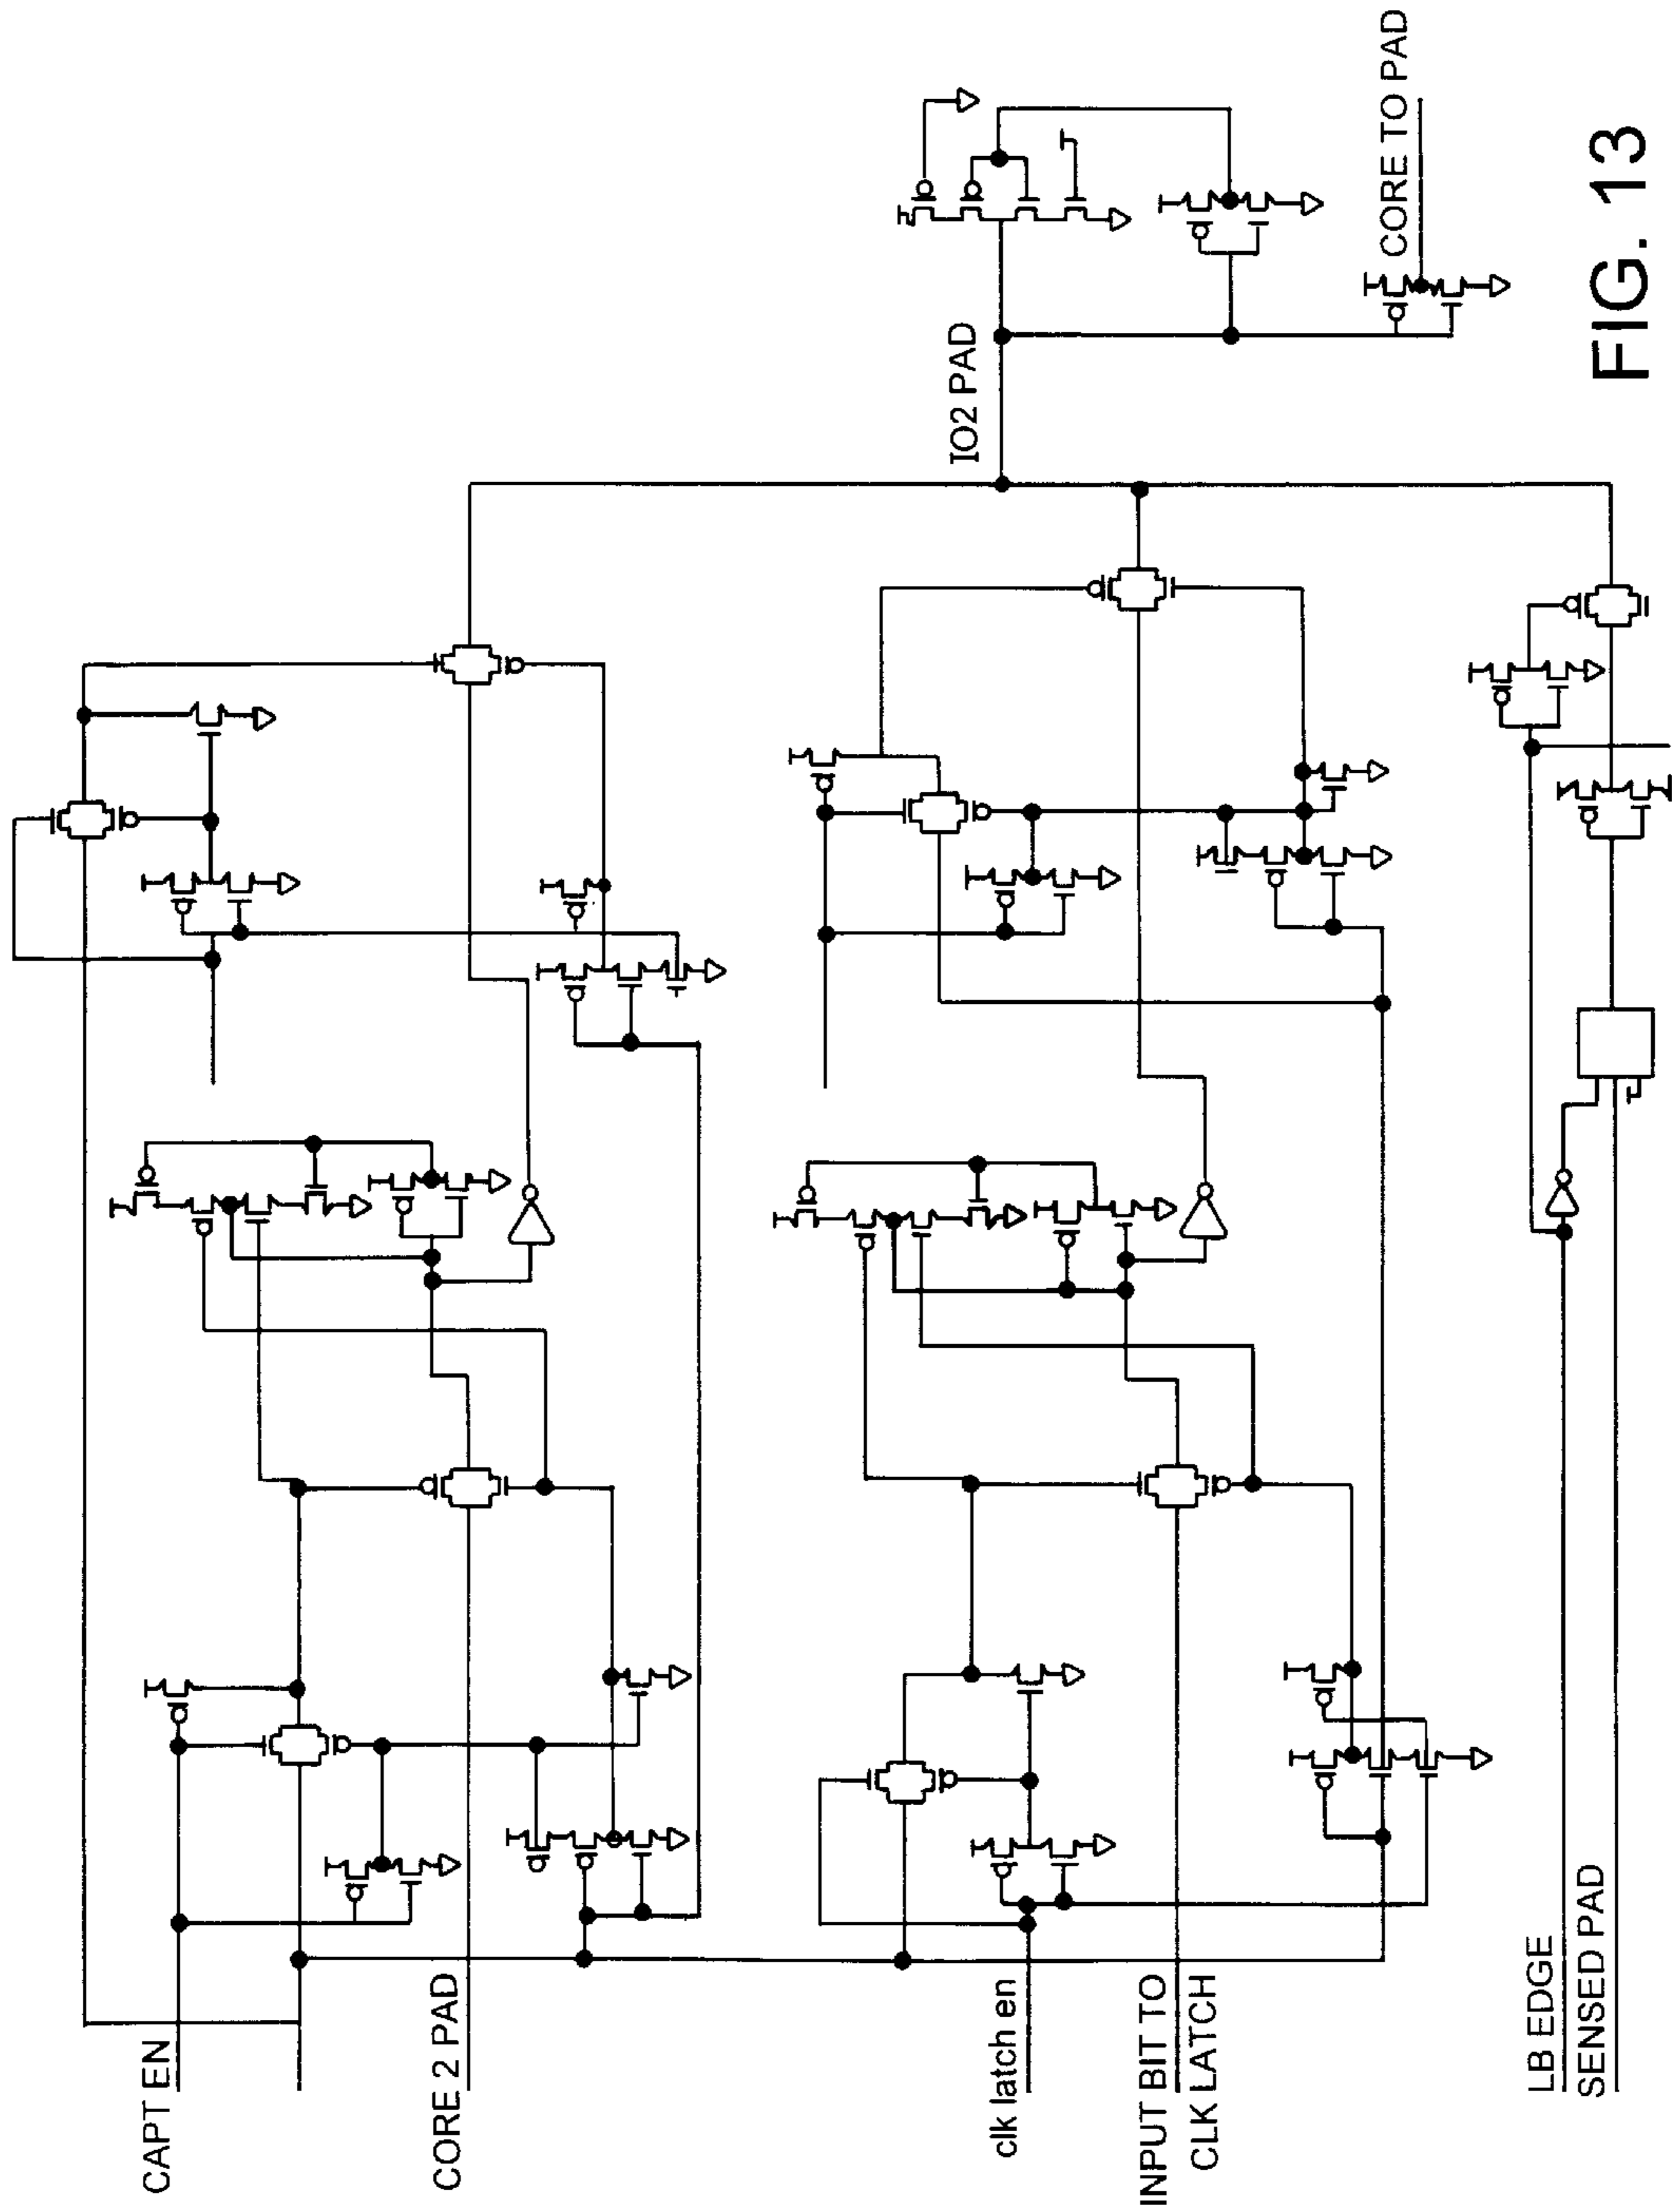 CAPT EN
CORE 2 PAD
clk latch en
INPUT BIT TO
CLK LATCH
LB EDGE
SENSED PAD
IO2 PAD
CORE TO PAD
FIG. 13